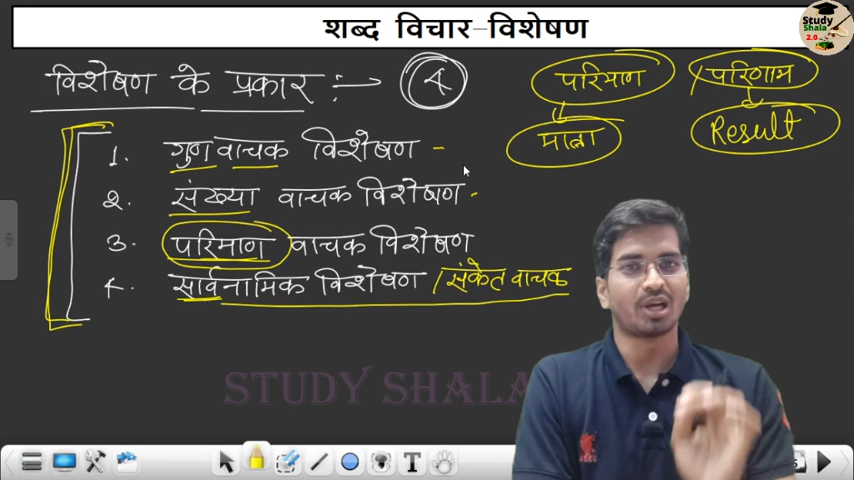 शब्द विचार-विशेषण
Study
Shala
2.0
विशेषण के प्रकार :→ 4
परिमाण
परिणाम
मात्रा
Result
1. गुण वाचक विशेषण -
2. संख्या वाचक विशेषण -
3. परिमाण वाचक विशेषण
4. सार्वनामिक विशेषण / संकेत वाचक
STUDY SHALA